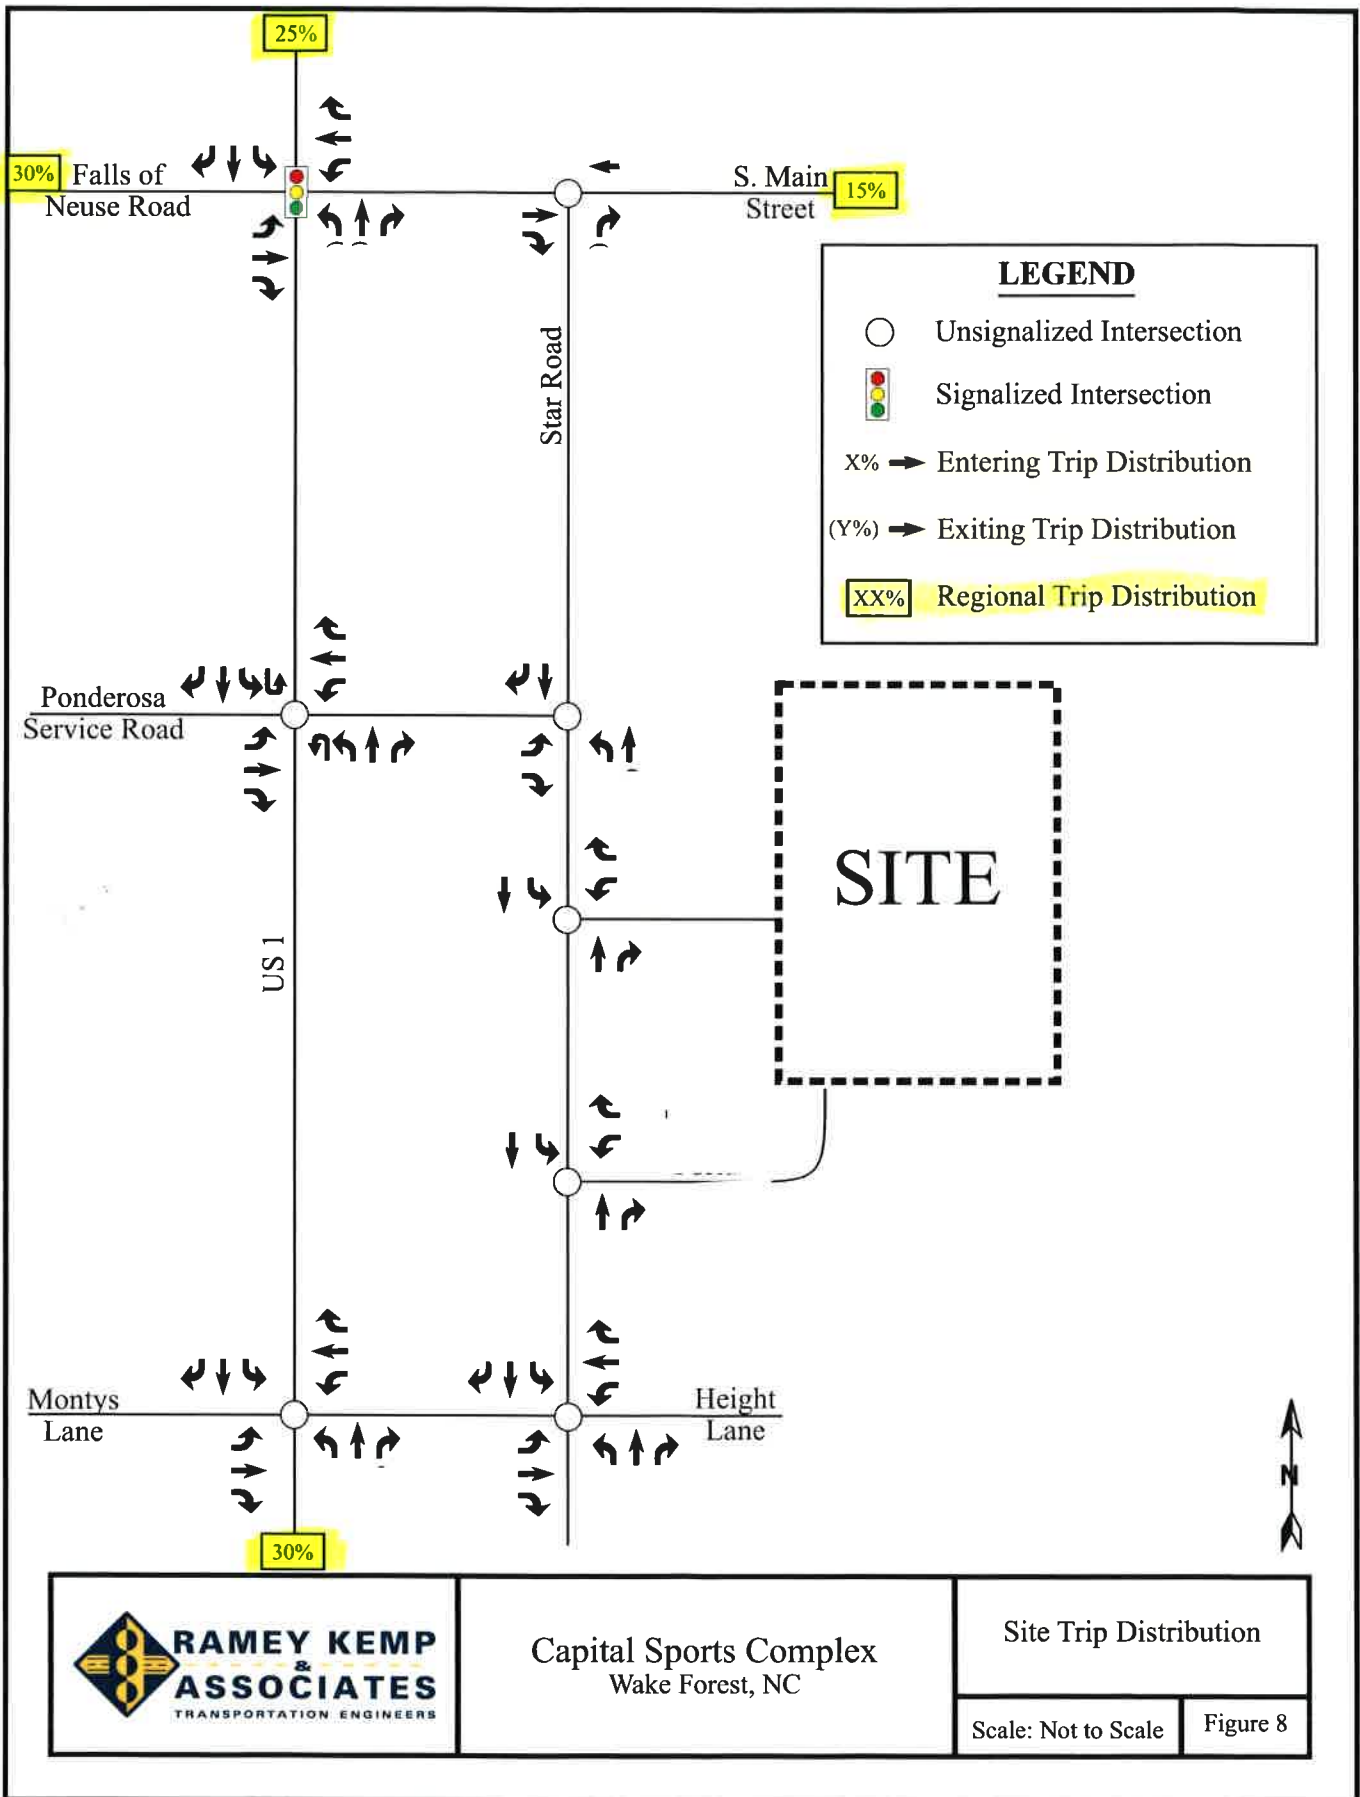 25%
30%
Falls of
Neuse Road
S. Main
Street
15%
LEGEND
Unsignalized Intersection
Signalized Intersection
X% Entering Trip Distribution
(Y%) Exiting Trip Distribution
XX% Regional Trip Distribution
Star Road
Ponderosa
Service Road
SITE
US 1
Montys
Lane
Height
Lane
N
30%
RAMEY KEMP
&
ASSOCIATES
TRANSPORTATION ENGINEERS
Capital Sports Complex
Wake Forest, NC
Site Trip Distribution
Scale: Not to Scale
Figure 8